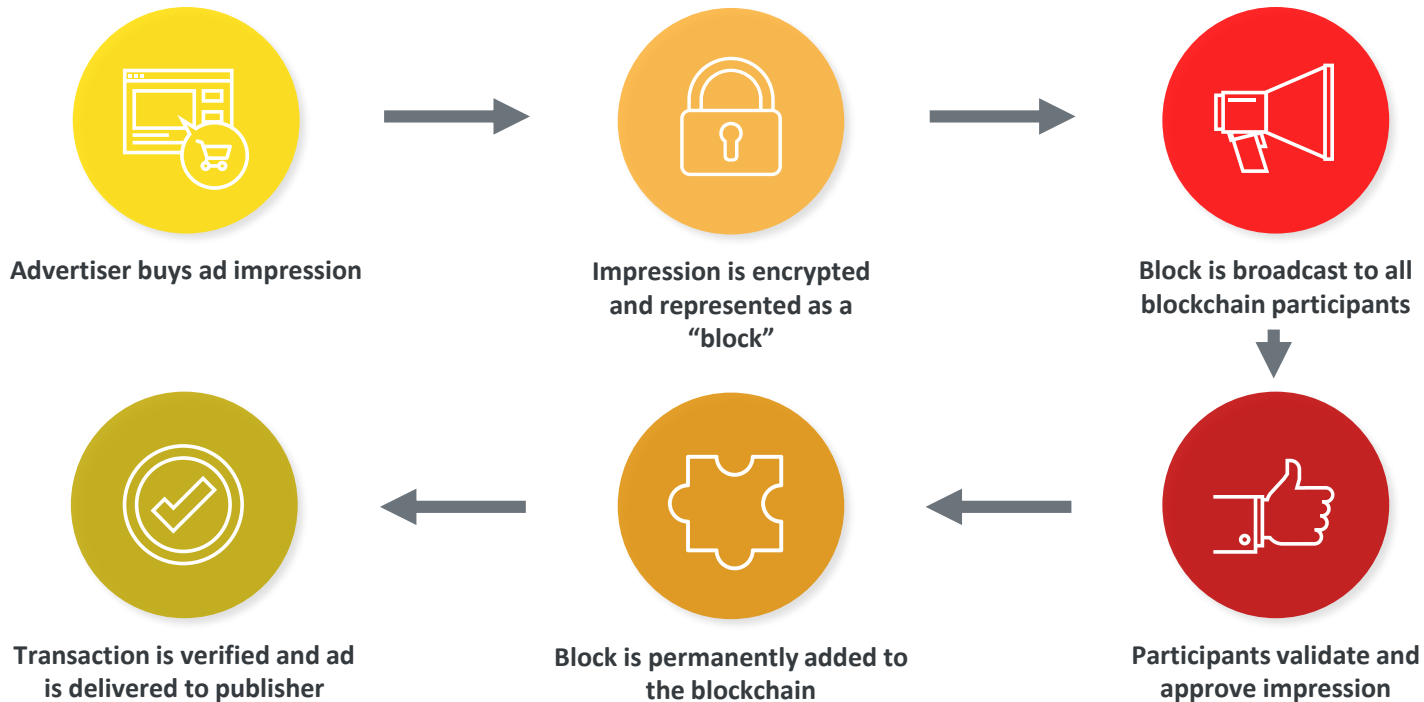 Advertiser buys ad impression
Impression is encrypted
and represented as a
“block”
Block is broadcast to all
blockchain participants
Transaction is verified and ad
is delivered to publisher
Block is permanently added to
the blockchain
Participants validate and
approve impression